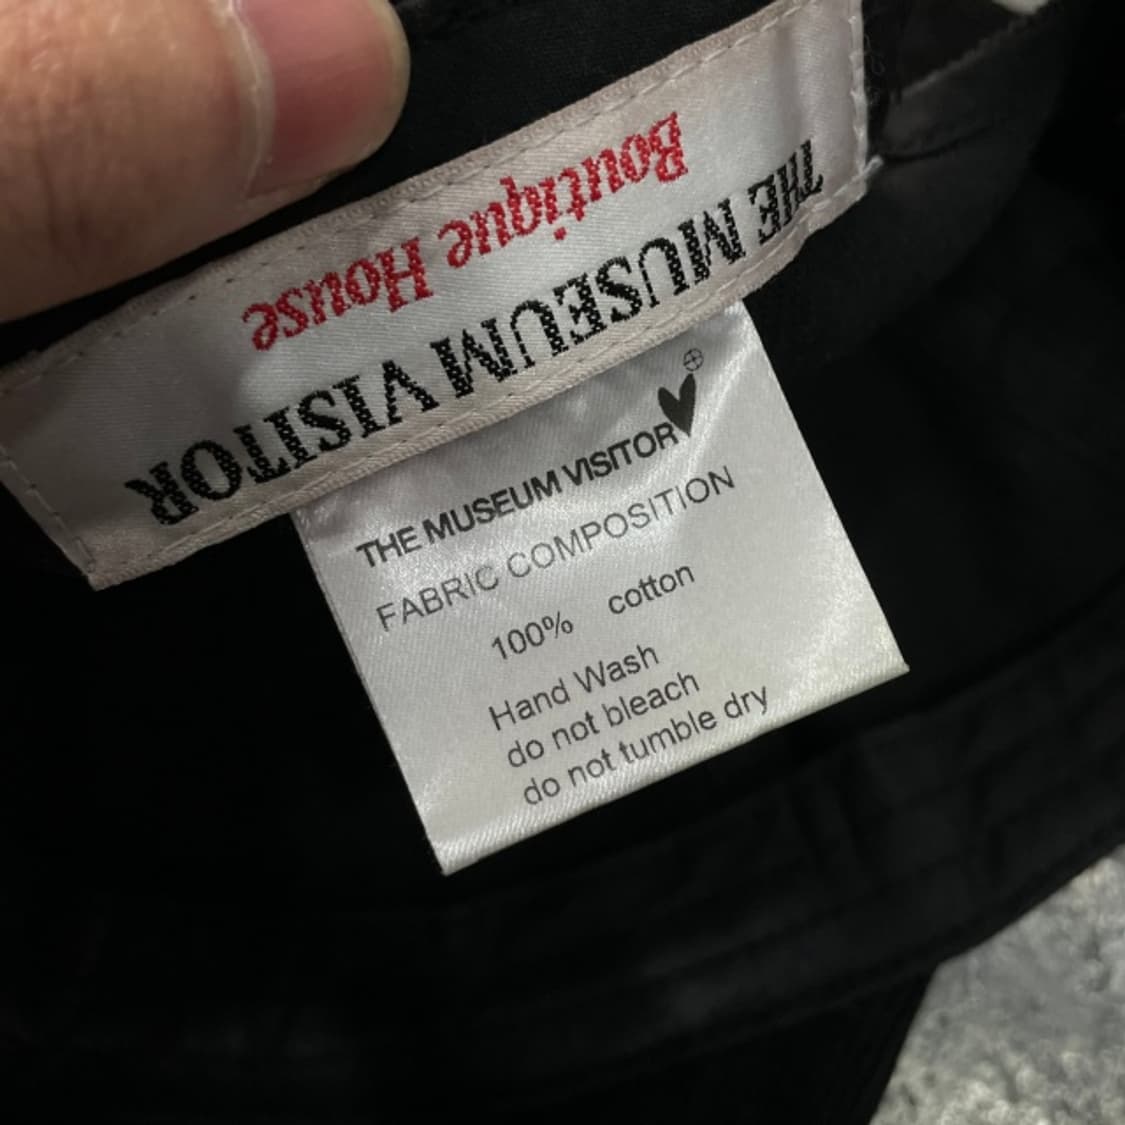 THE MUSEUM VISITOR
Boutique House
THE MUSEUM VISITOR
FABRIC COMPOSITION
100% cotton
Hand Wash
do not bleach
do not tumble dry